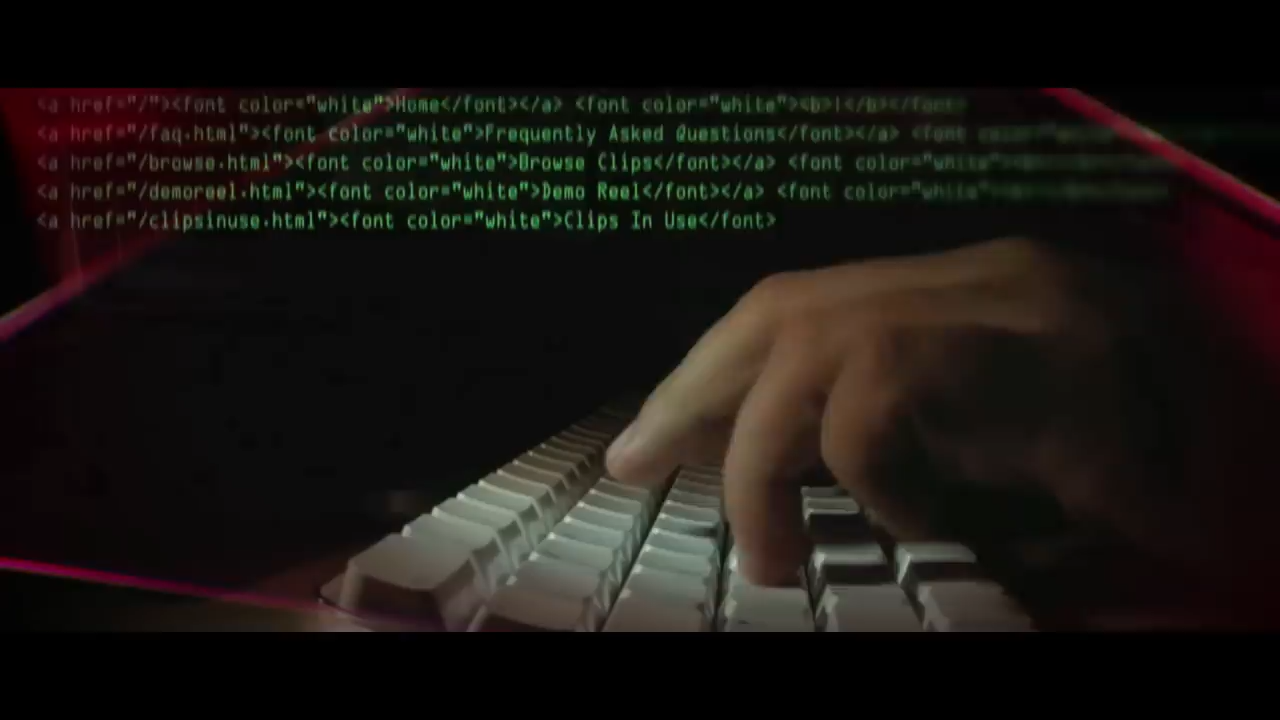 <a href="/"><font color="white">Home</font></a> <font color="white"><b>|</b></font>
<a href="/faq.html"><font color="white">Frequently Asked Questions</font></a> <font
<a href="/browse.html"><font color="white">Browse Clips</font></a> <font color="white">
<a href="/demoreel.html"><font color="white">Demo Reel</font></a> <font color="white">
<a href="/clipsinuse.html"><font color="white">Clips In Use</font>